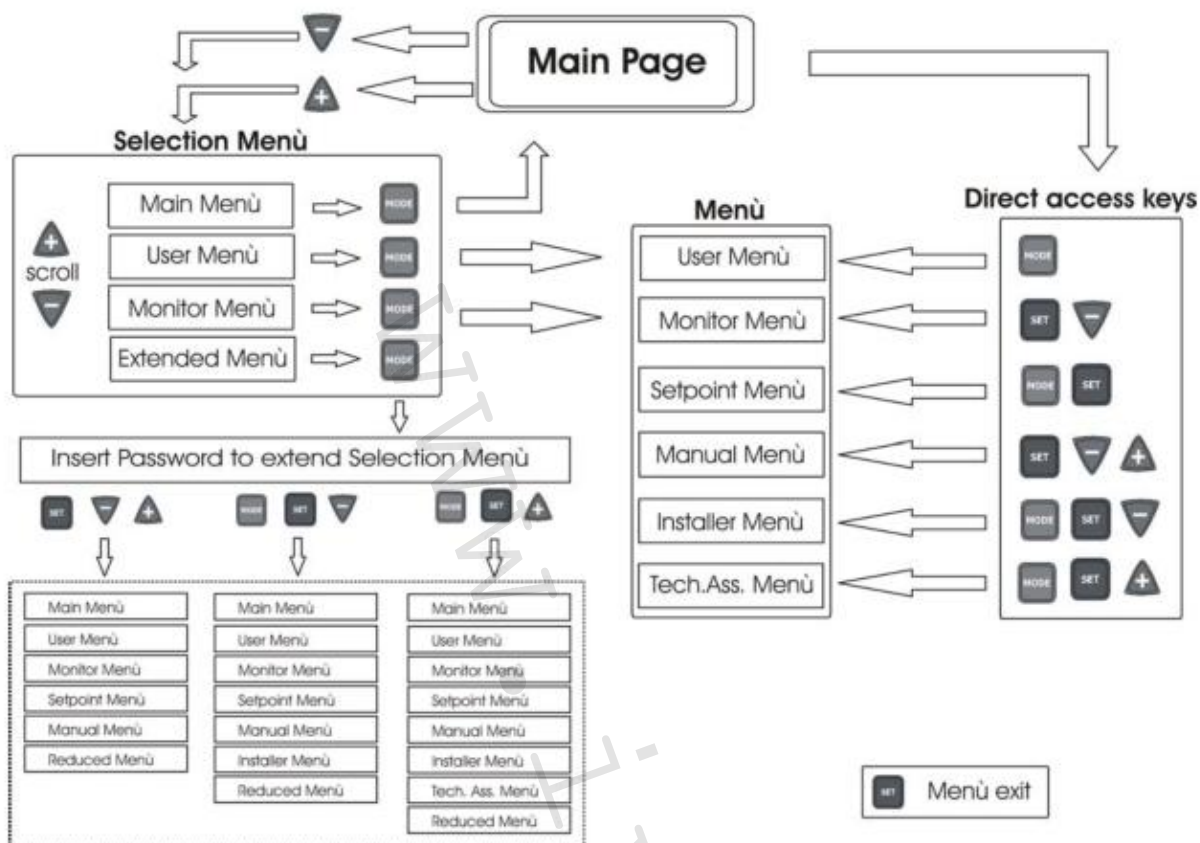 Main Page
Selection Menù
Main Menù
MODE
User Menù
MODE
scroll
Monitor Menù
MODE
Extended Menù
MODE
Insert Password to extend Selection Menù
SET
MODE SET
MODE SET
Main Menù
User Menù
Monitor Menù
Setpoint Menù
Manual Menù
Reduced Menù
Main Menù
User Menù
Monitor Menù
Setpoint Menù
Manual Menù
Installer Menù
Reduced Menù
Main Menù
User Menù
Monitor Menù
Setpoint Menù
Manual Menù
Installer Menù
Tech. Ass. Menù
Reduced Menù
Menù
User Menù
Monitor Menù
Setpoint Menù
Manual Menù
Installer Menù
Tech.Ass. Menù
Direct access keys
MODE
SET
MODE SET
SET
MODE SET
MODE SET
SET Menù exit